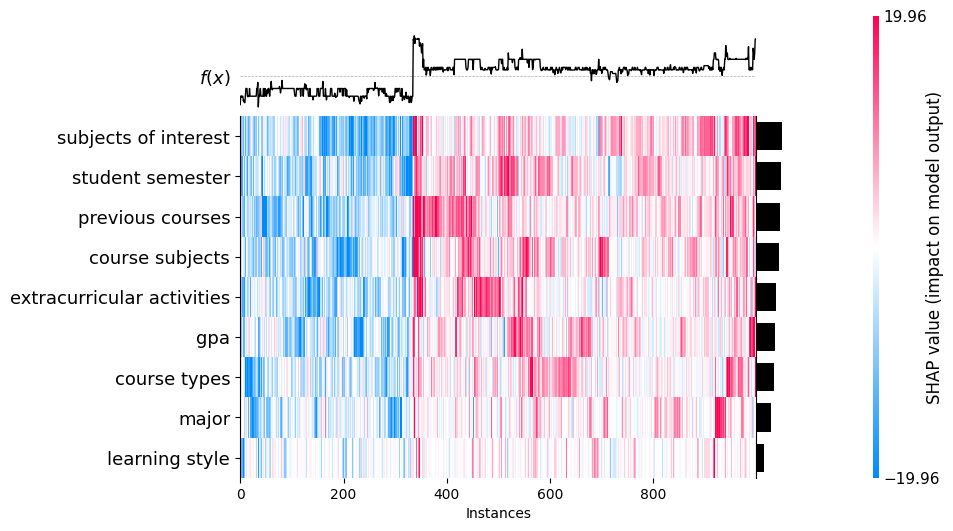 19.96
f(x)
subjects of interest
student semester
previous courses
course subjects
extracurricular activities
gpa
course types
major
learning style
0
200
400
600
800
Instances
SHAP value (impact on model output)
−19.96